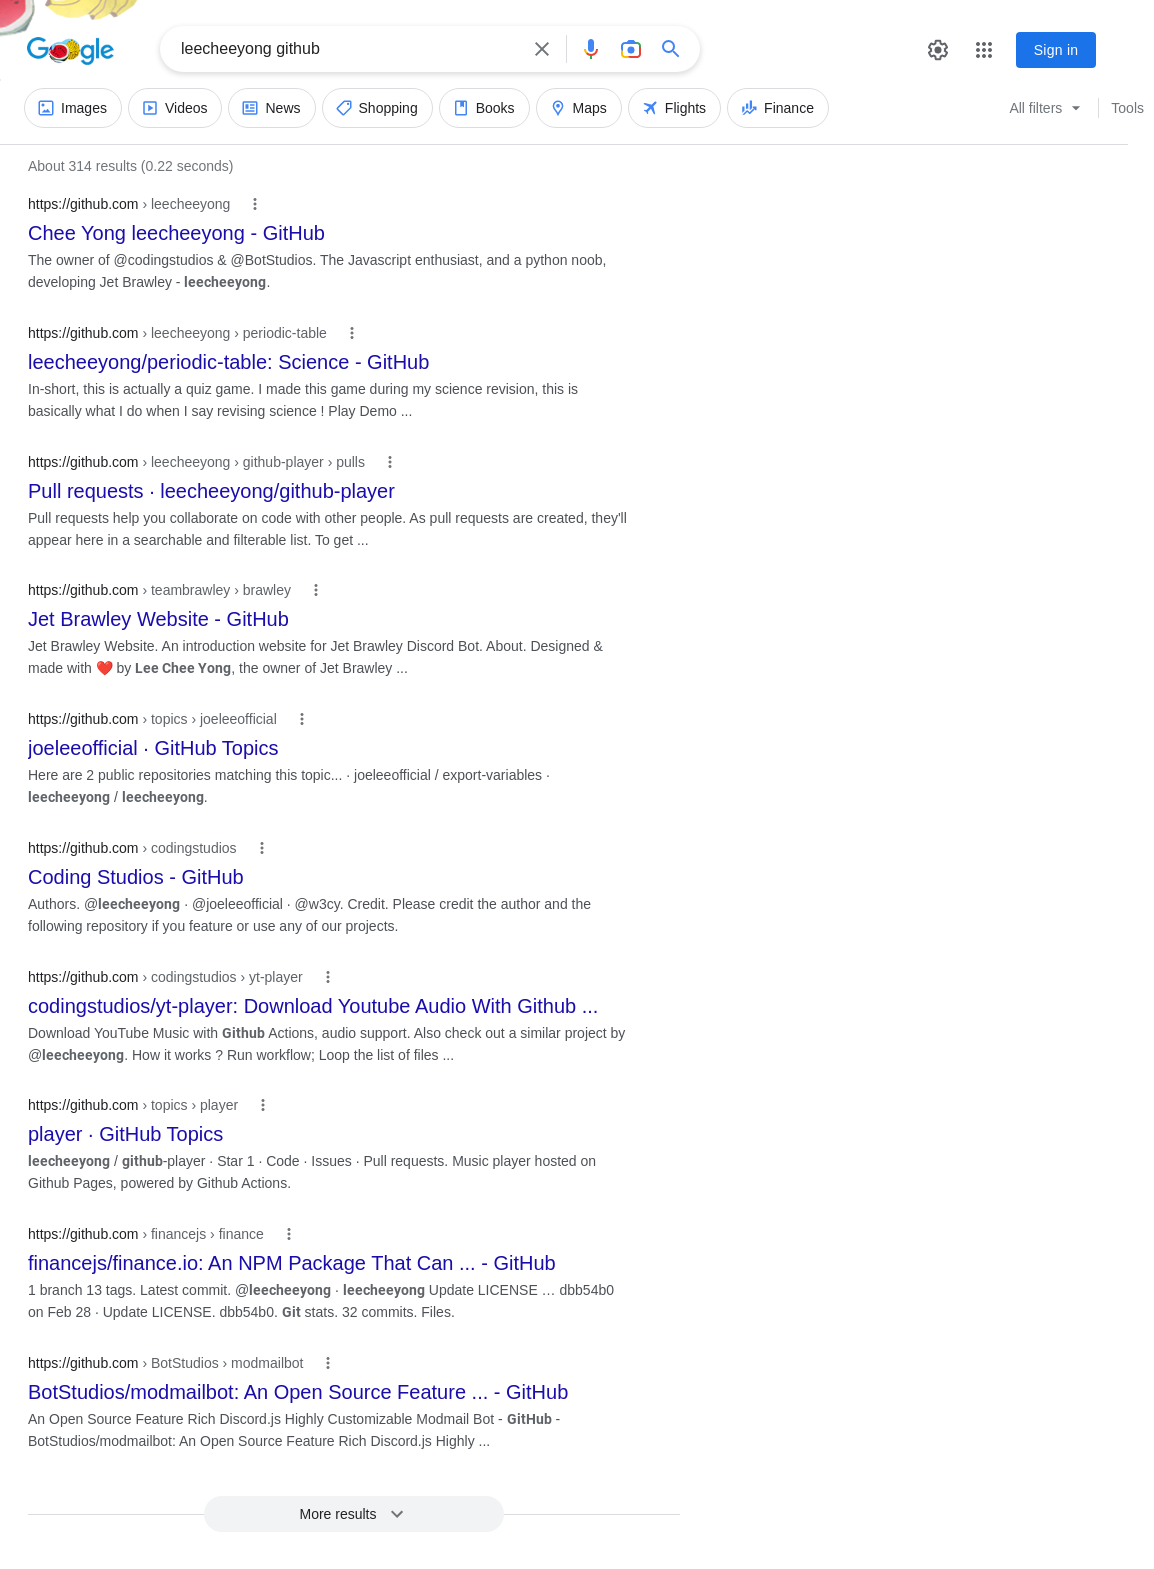 Google
leecheeyong github
Sign in
Images Videos News Shopping Books Maps Flights Finance All filters Tools
About 314 results (0.22 seconds)
https://github.com › leecheeyong
Chee Yong leecheeyong - GitHub
The owner of @codingstudios & @BotStudios. The Javascript enthusiast, and a python noob,
developing Jet Brawley - leecheeyong.
https://github.com › leecheeyong › periodic-table
leecheeyong/periodic-table: Science - GitHub
In-short, this is actually a quiz game. I made this game during my science revision, this is
basically what I do when I say revising science ! Play Demo ...
https://github.com › leecheeyong › github-player › pulls
Pull requests · leecheeyong/github-player
Pull requests help you collaborate on code with other people. As pull requests are created, they'll
appear here in a searchable and filterable list. To get ...
https://github.com › teambrawley › brawley
Jet Brawley Website - GitHub
Jet Brawley Website. An introduction website for Jet Brawley Discord Bot. About. Designed &
made with ❤️ by Lee Chee Yong, the owner of Jet Brawley ...
https://github.com › topics › joeleeofficial
joeleeofficial · GitHub Topics
Here are 2 public repositories matching this topic... · joeleeofficial / export-variables ·
leecheeyong / leecheeyong.
https://github.com › codingstudios
Coding Studios - GitHub
Authors. @leecheeyong · @joeleeofficial · @w3cy. Credit. Please credit the author and the
following repository if you feature or use any of our projects.
https://github.com › codingstudios › yt-player
codingstudios/yt-player: Download Youtube Audio With Github ...
Download YouTube Music with Github Actions, audio support. Also check out a similar project by
@leecheeyong. How it works ? Run workflow; Loop the list of files ...
https://github.com › topics › player
player · GitHub Topics
leecheeyong / github-player · Star 1 · Code · Issues · Pull requests. Music player hosted on
Github Pages, powered by Github Actions.
https://github.com › financejs › finance
financejs/finance.io: An NPM Package That Can ... - GitHub
1 branch 13 tags. Latest commit. @leecheeyong · leecheeyong Update LICENSE … dbb54b0
on Feb 28 · Update LICENSE. dbb54b0. Git stats. 32 commits. Files.
https://github.com › BotStudios › modmailbot
BotStudios/modmailbot: An Open Source Feature ... - GitHub
An Open Source Feature Rich Discord.js Highly Customizable Modmail Bot - GitHub -
BotStudios/modmailbot: An Open Source Feature Rich Discord.js Highly ...
More results